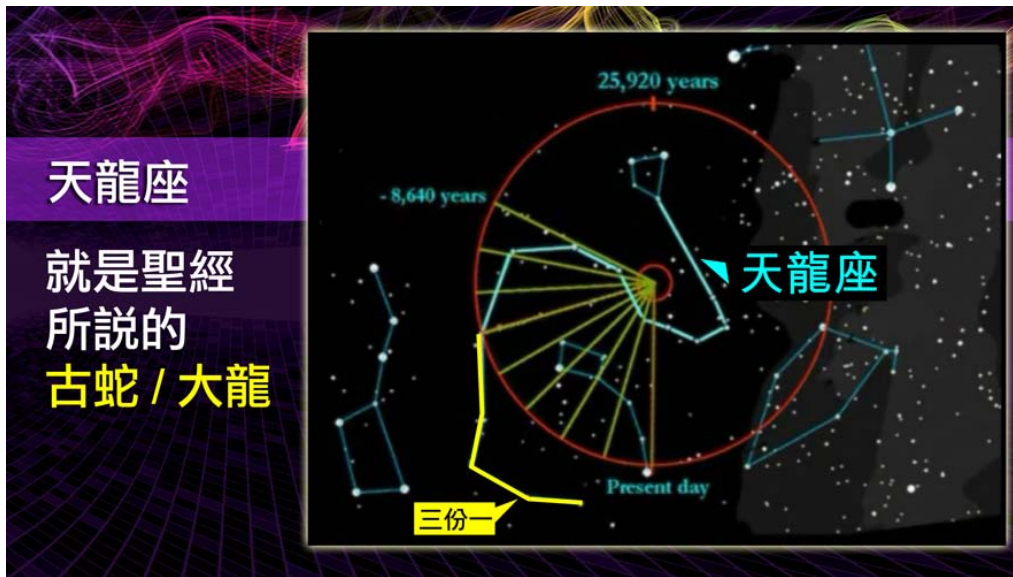 天龍座
就是聖經
所説的
古蛇 / 大龍
25,920 years
- 8,640 years
天龍座
Present day
三份一